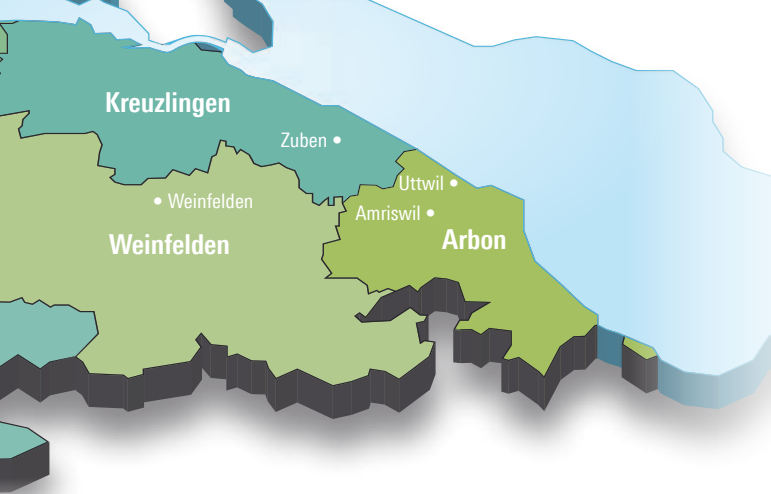 Kreuzlingen
Zuben
Uttwil
Weinfelden
Amriswil
Weinfelden
Arbon